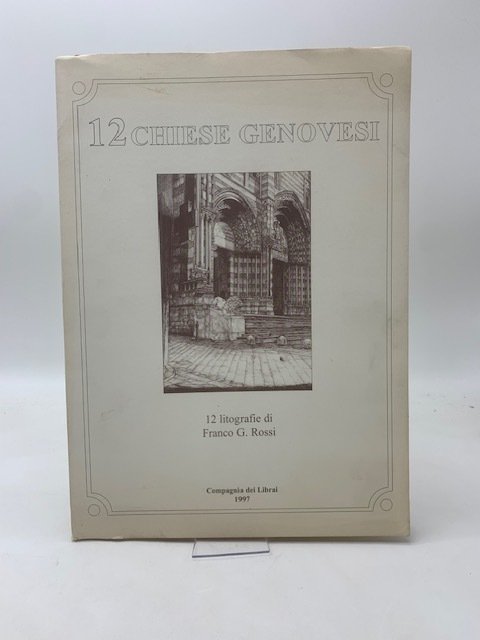 12 CHIESE GENOVESI
12 litografie di
Franco G. Rossi
Compagnia dei Librai
1997